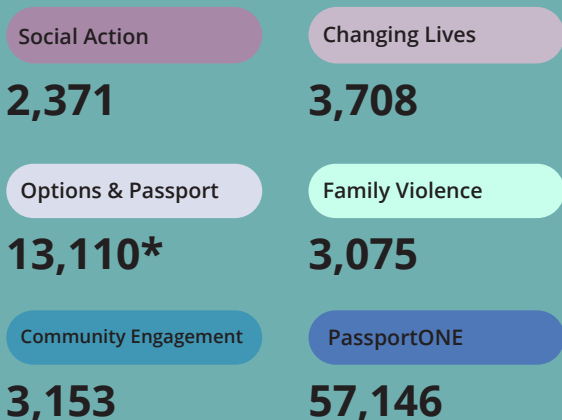 Social Action
Changing Lives
2,371
3,708
Options & Passport
Family Violence
13,110*
3,075
Community Engagement
PassportONE
3,153
57,146